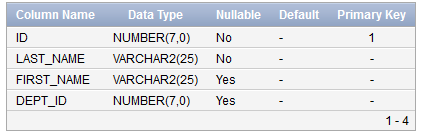 Column Name Data Type Nullable Default Primary Key
ID NUMBER(7,0) No - 1
LAST_NAME VARCHAR2(25) No - -
FIRST_NAME VARCHAR2(25) Yes - -
DEPT_ID NUMBER(7,0) Yes - -
1 - 4